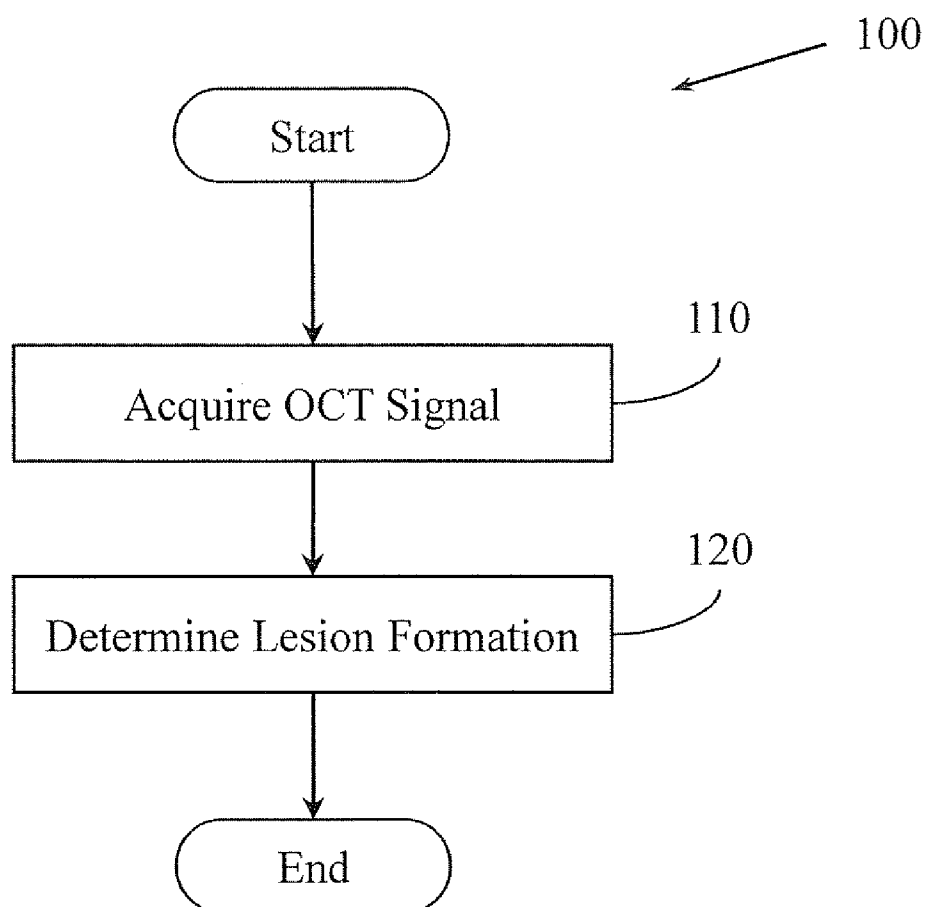 100
Start
110
Acquire OCT Signal
120
Determine Lesion Formation
End